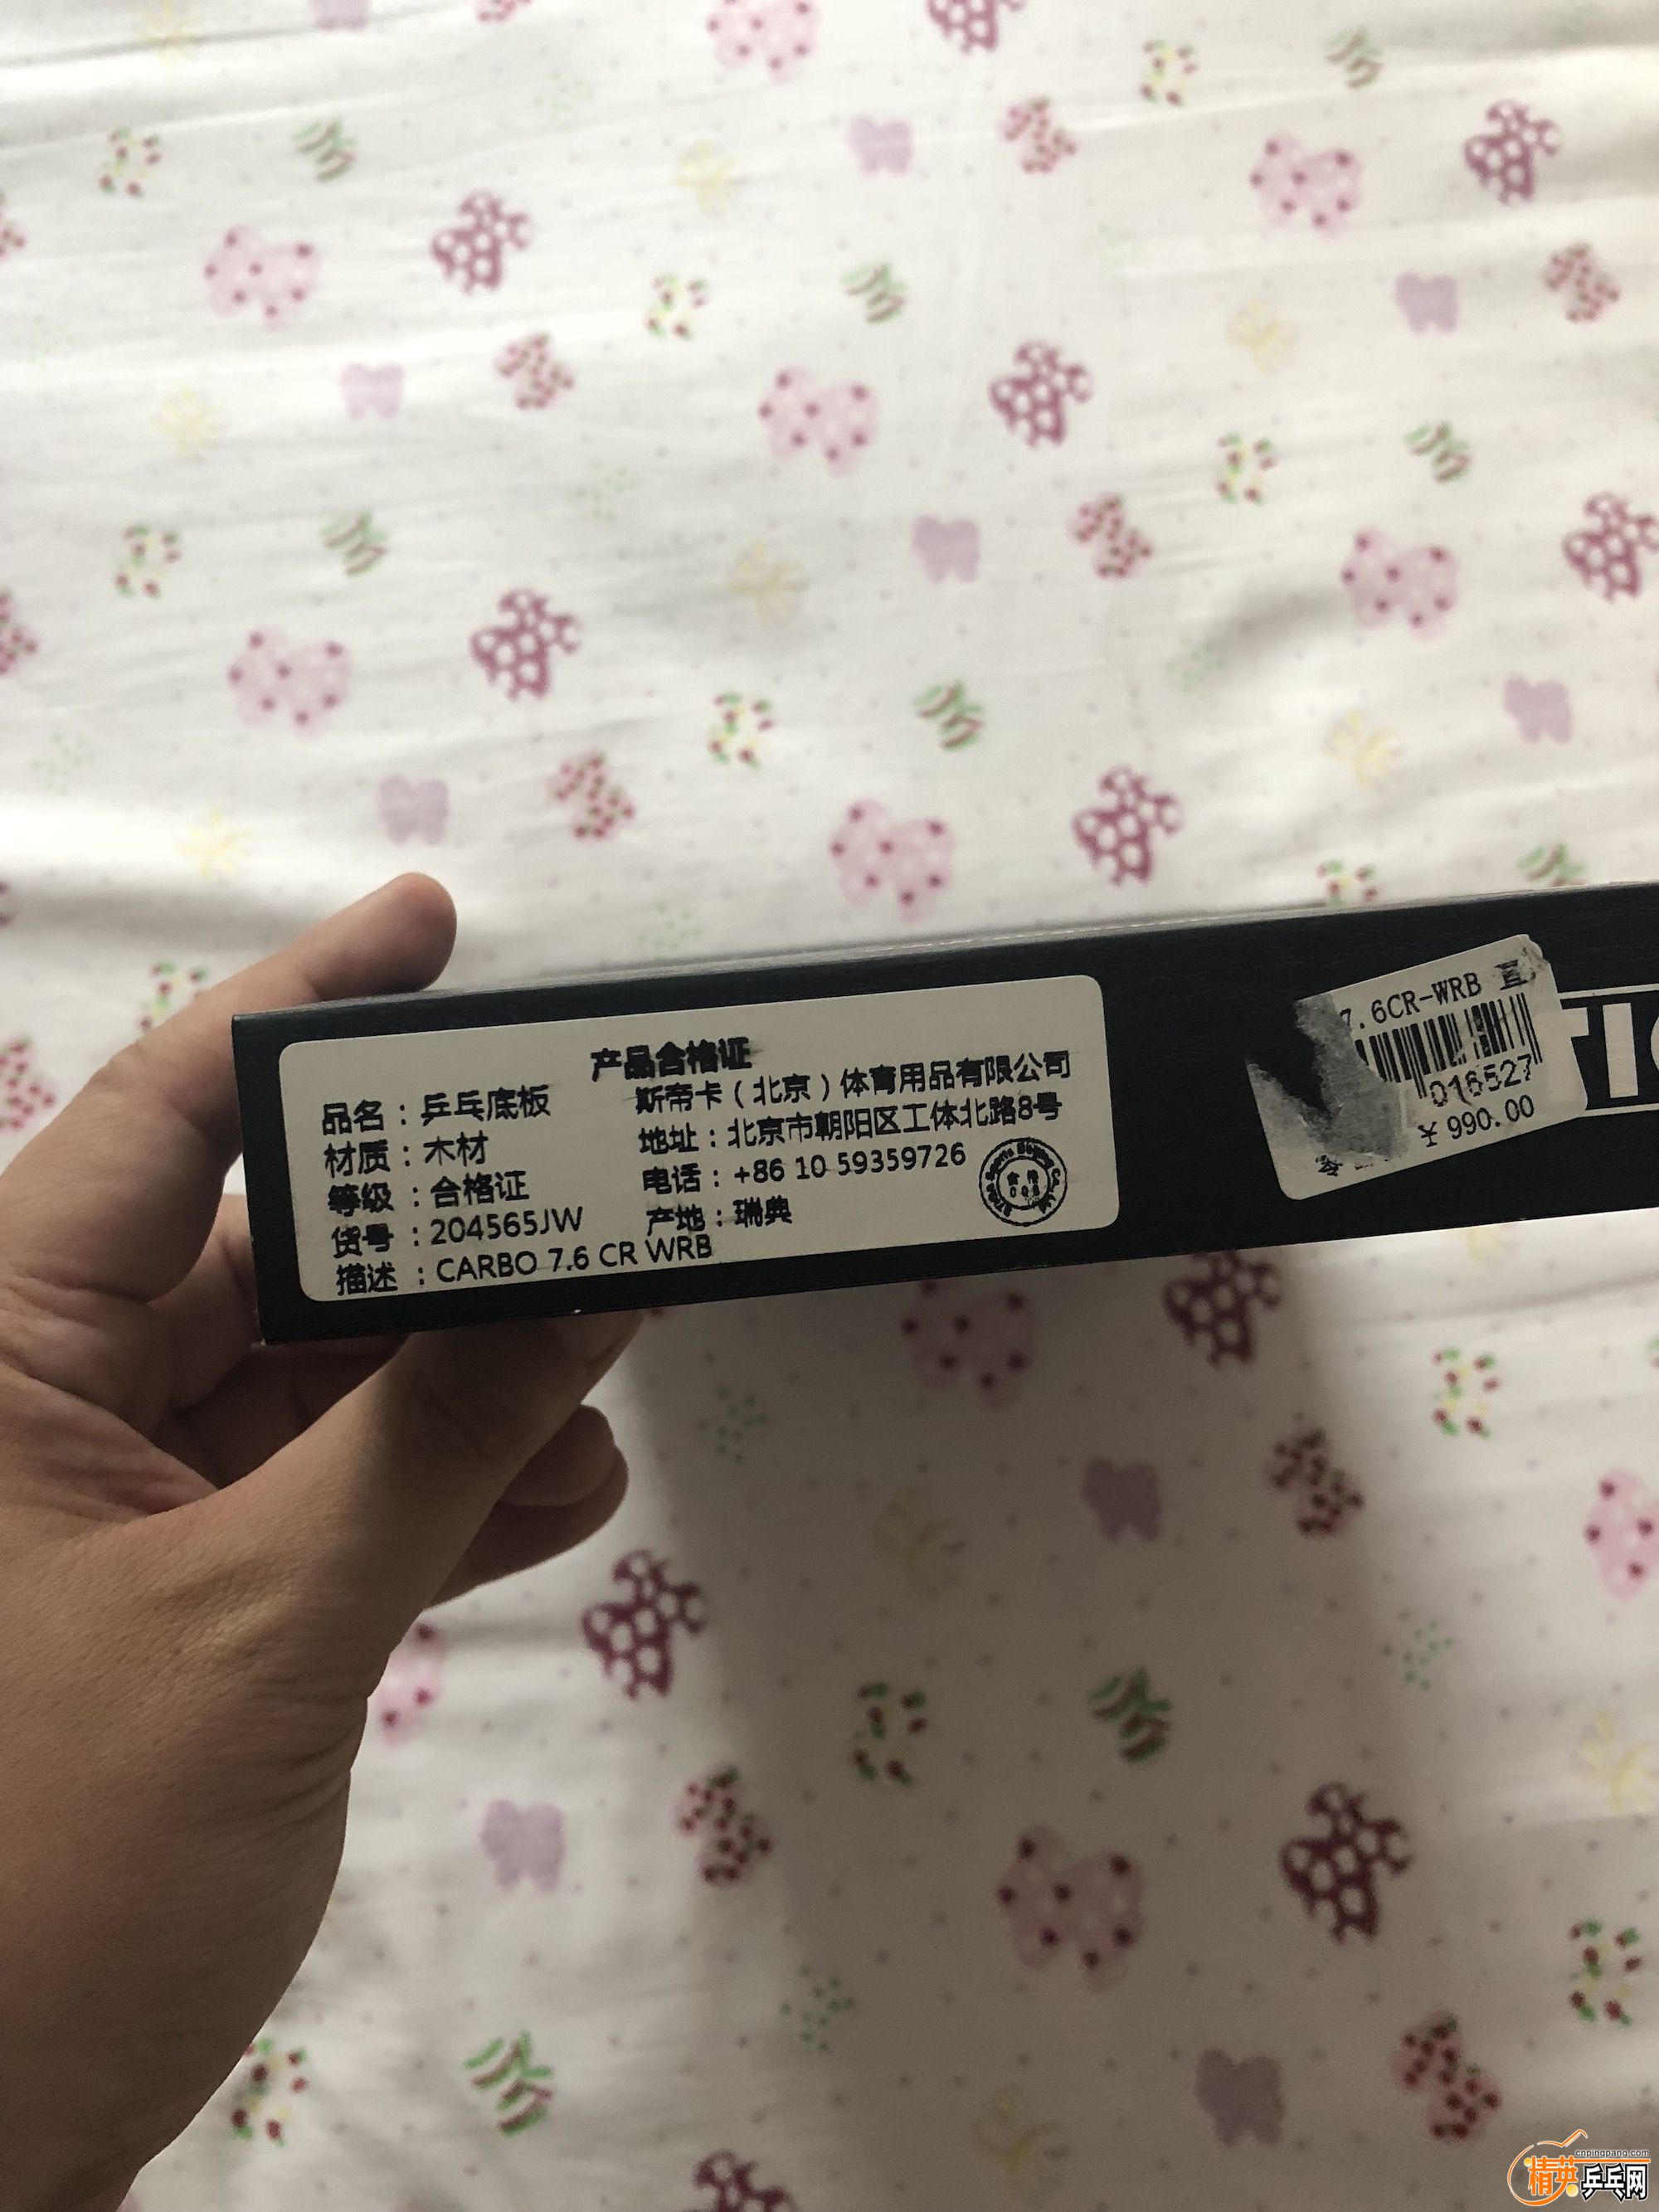 产品合格证
品名：乒乓底板
材质：木材
等级：合格证
货号：204565JW
描述：CARBO 7.6 CR WRB
斯帝卡（北京）体育用品有限公司
地址：北京市朝阳区工体北路8号
电话：+86 10 59359726
产地：瑞典
7.6CR-WRB 直
016527
¥990.00
cnpingpang.com
精英乒乓网